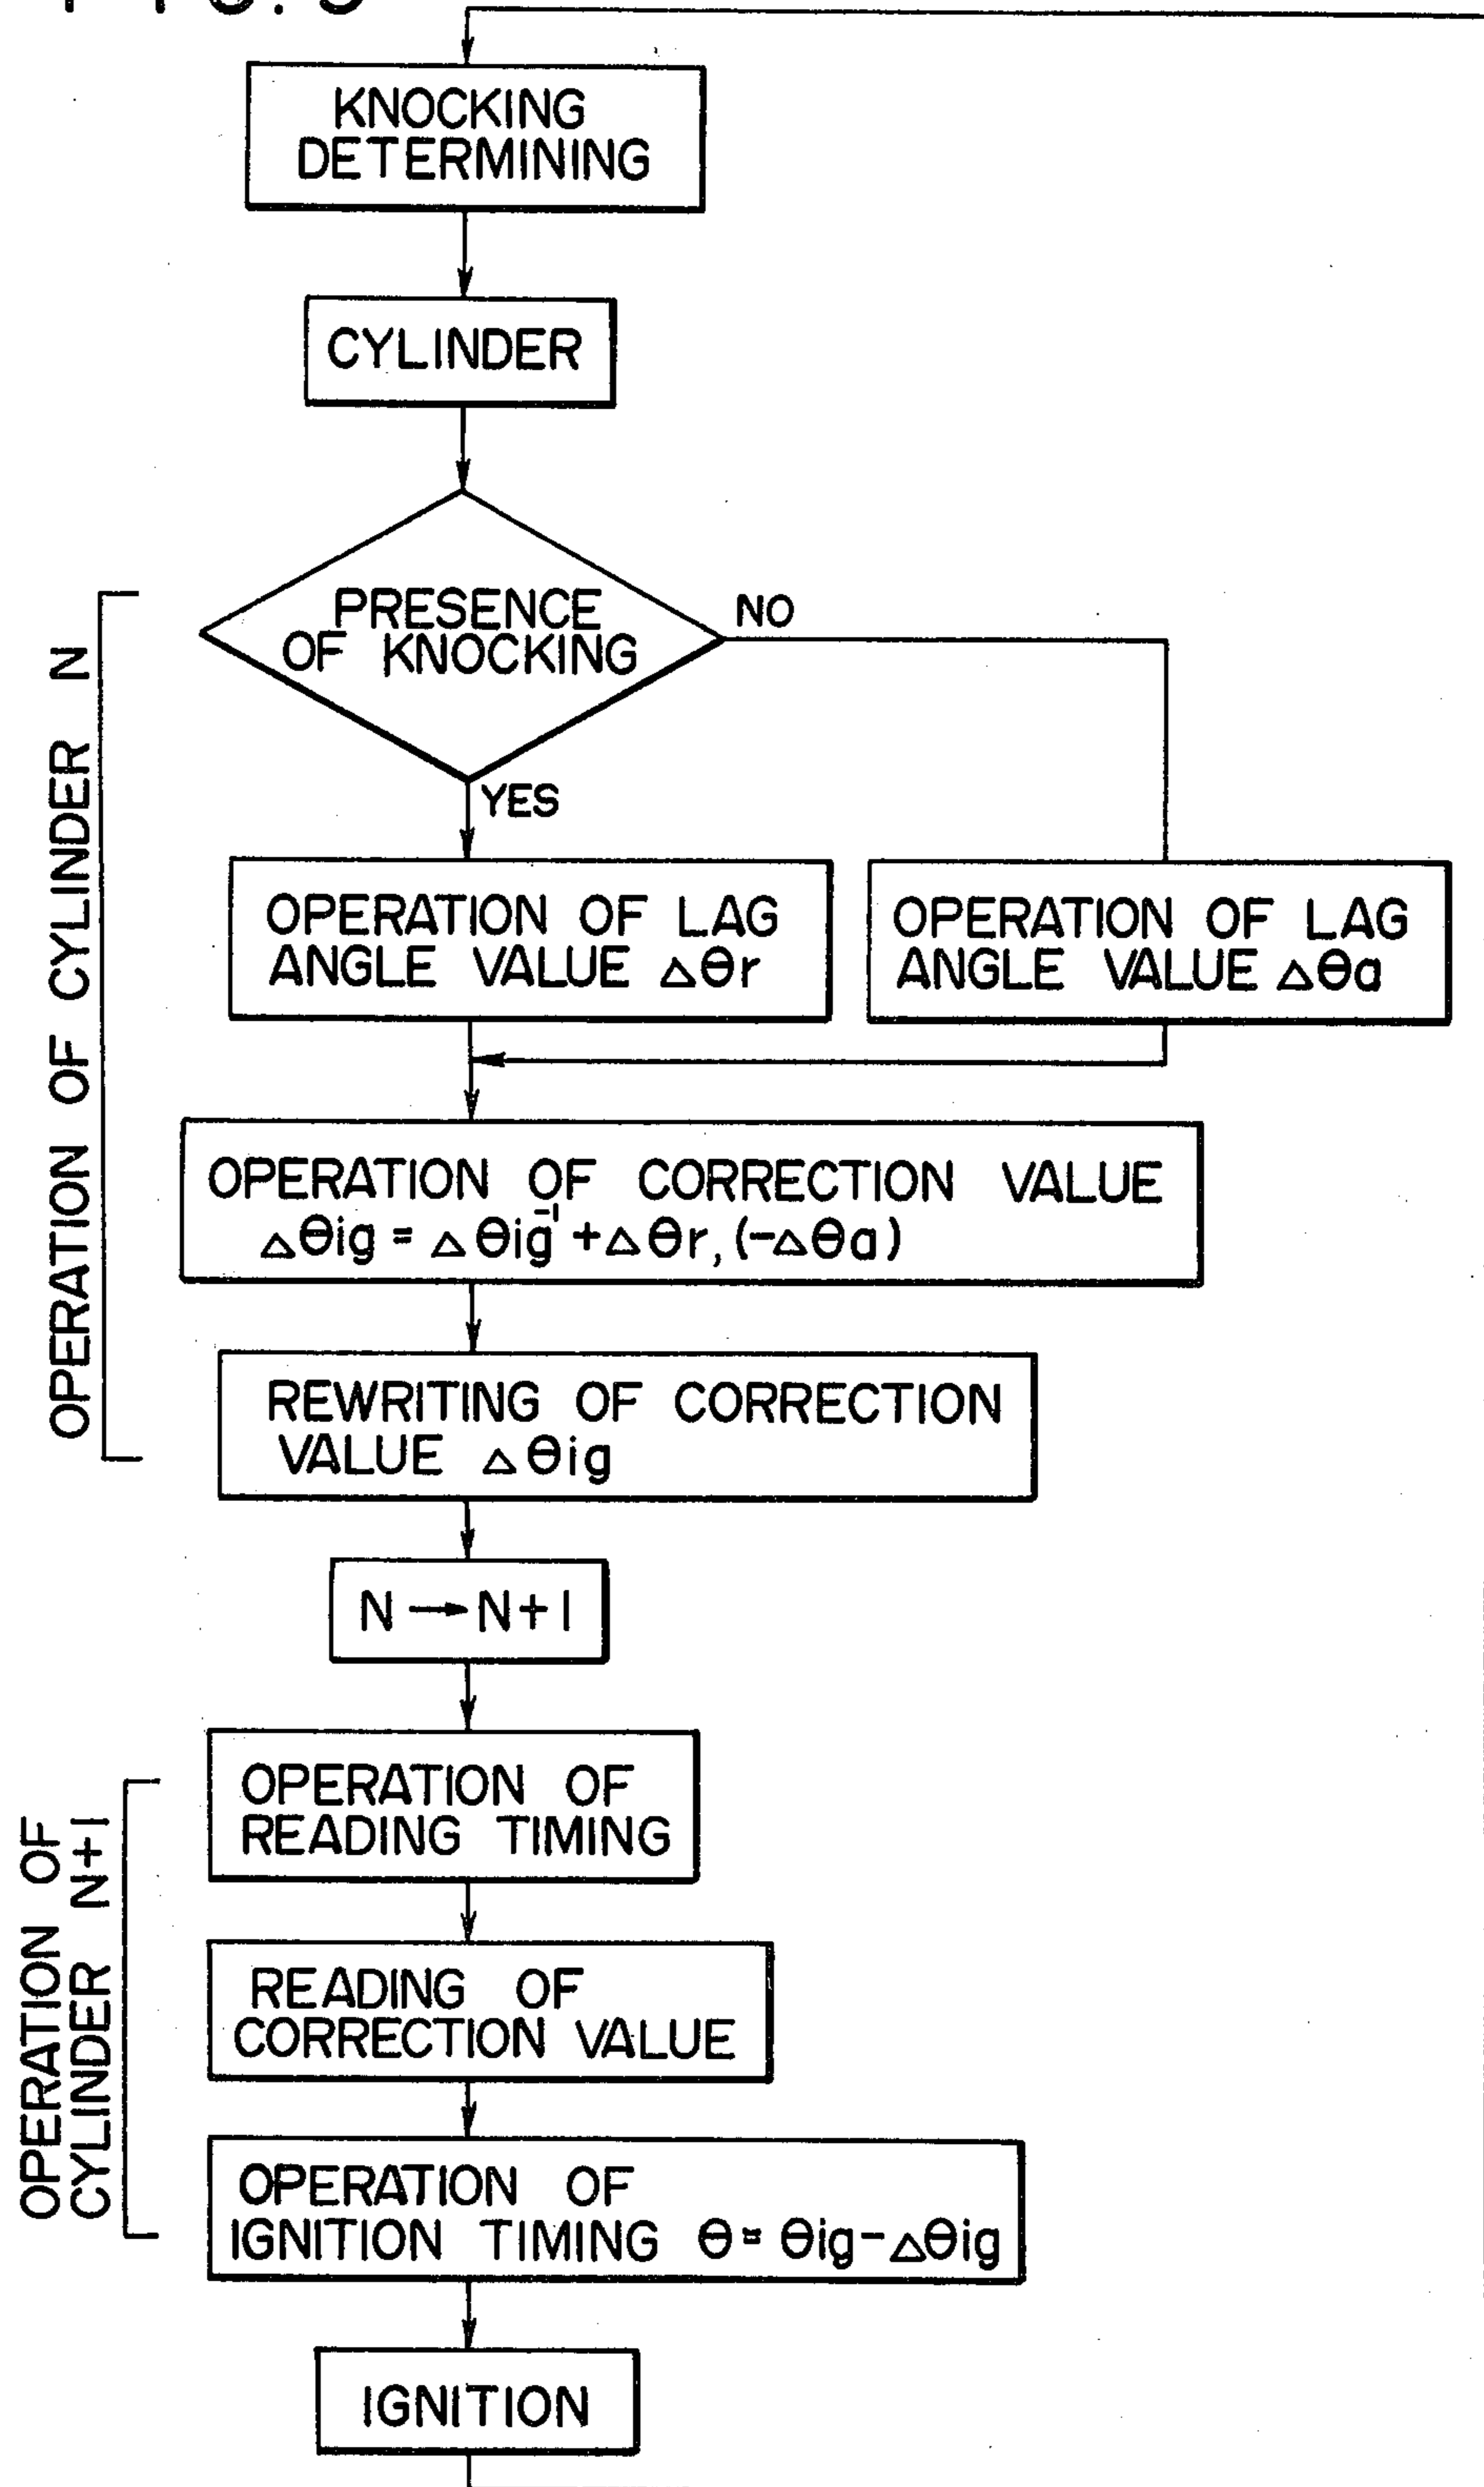 KNOCKING
DETERMINING
CYLINDER
PRESENCE
OF KNOCKING
NO
YES
OPERATION OF LAG
ANGLE VALUE Δθr
OPERATION OF LAG
ANGLE VALUE Δθa
OPERATION OF CORRECTION VALUE
Δθig = Δθig⁻¹ + Δθr, (-Δθa)
REWRITING OF CORRECTION
VALUE Δθig
OPERATION OF CYLINDER N
N → N+1
OPERATION OF
READING TIMING
READING OF
CORRECTION VALUE
OPERATION OF
IGNITION TIMING θ = θig-Δθig
OPERATION OF
CYLINDER N+1
IGNITION